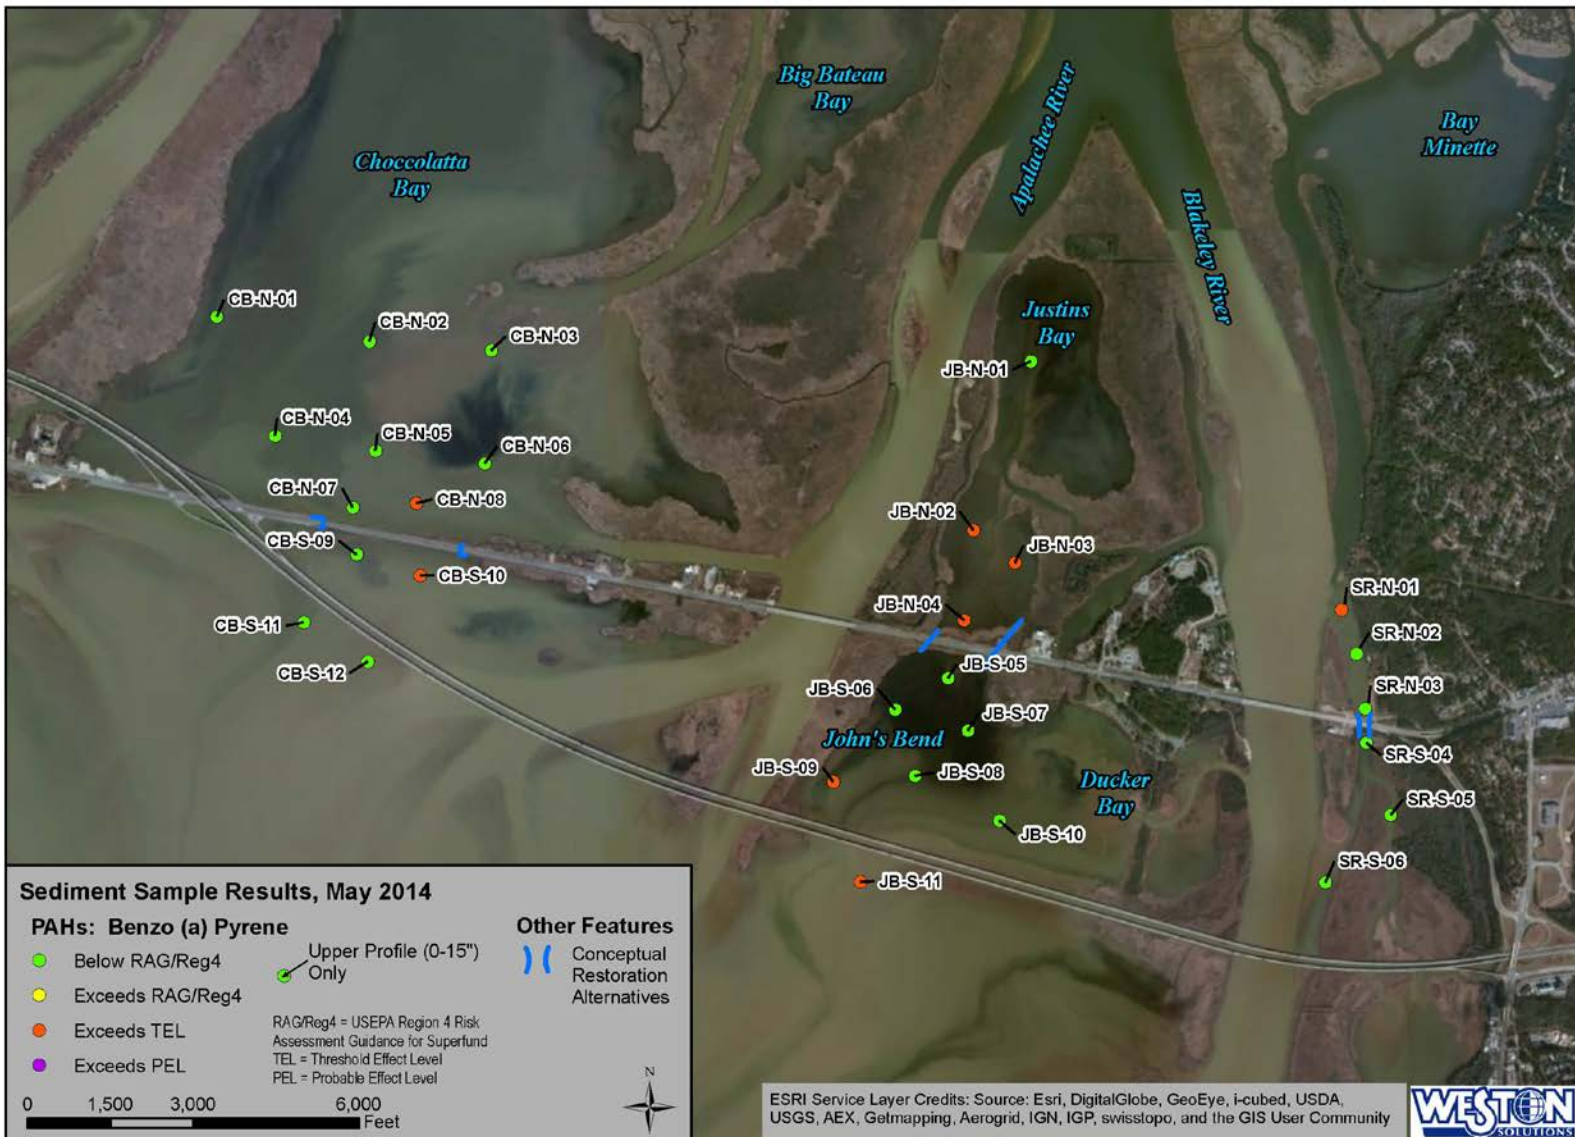 Big Bateau
Bay
Apalachee River
Bay
Minette
Choccolatta
Bay
Blakeley River
CB-N-01
CB-N-02
CB-N-03
Justins
Bay
JB-N-01
CB-N-04
CB-N-05
CB-N-06
CB-N-07
CB-N-08
JB-N-02
JB-N-03
CB-S-09
CB-S-10
SR-N-01
JB-N-04
CB-S-11
SR-N-02
CB-S-12
JB-S-05
JB-S-06
SR-N-03
JB-S-07
John's Bend
SR-S-04
JB-S-09
JB-S-08
Ducker
Bay
SR-S-05
JB-S-10
SR-S-06
JB-S-11
Sediment Sample Results, May 2014
PAHs: Benzo (a) Pyrene
Below RAG/Reg4
Exceeds RAG/Reg4
Exceeds TEL
Exceeds PEL
Upper Profile (0-15")
Only
RAG/Reg4 = USEPA Region 4 Risk
Assessment Guidance for Superfund
TEL = Threshold Effect Level
PEL = Probable Effect Level
Other Features
Conceptual
Restoration
Alternatives
0 1,500 3,000 6,000
Feet
N
ESRI Service Layer Credits: Source: Esri, DigitalGlobe, GeoEye, i-cubed, USDA,
USGS, AEX, Getmapping, Aerogrid, IGN, IGP, swisstopo, and the GIS User Community
WESTON
SOLUTIONS